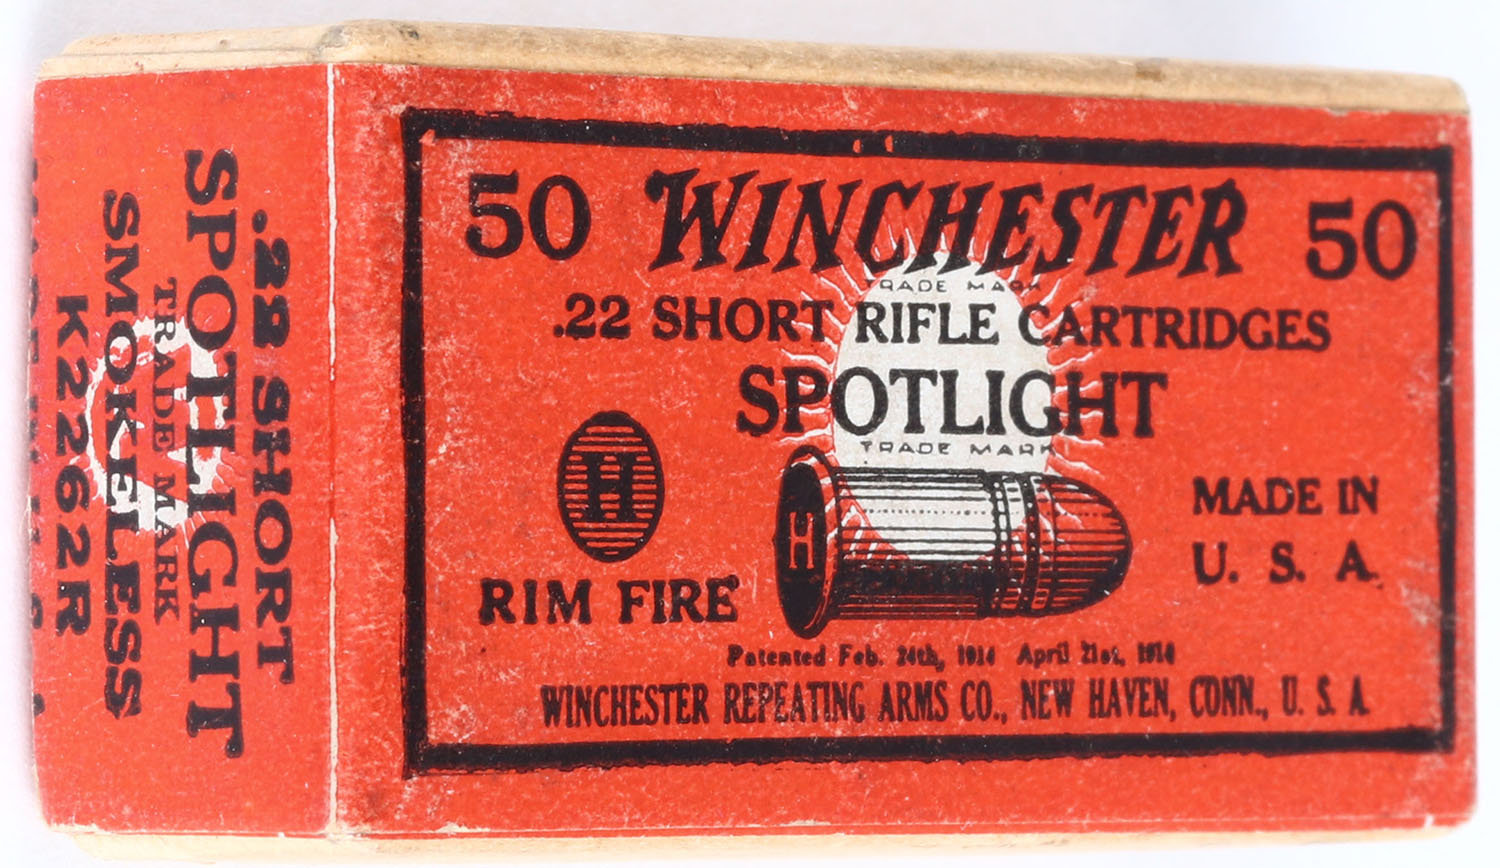 50 WINCHESTER 50
TRADE MARK
.22 SHORT RIFLE CARTRIDGES
SPOTLIGHT
TRADE MARK
H
H
RIM FIRE
MADE IN
U. S. A.
Patented Feb. 24th, 1914 April 21st, 1914
WINCHESTER REPEATING ARMS CO., NEW HAVEN, CONN., U. S. A.
.22 SHORT
SPOTLIGHT
TRADE MARK
SMOKELESS
K2262R